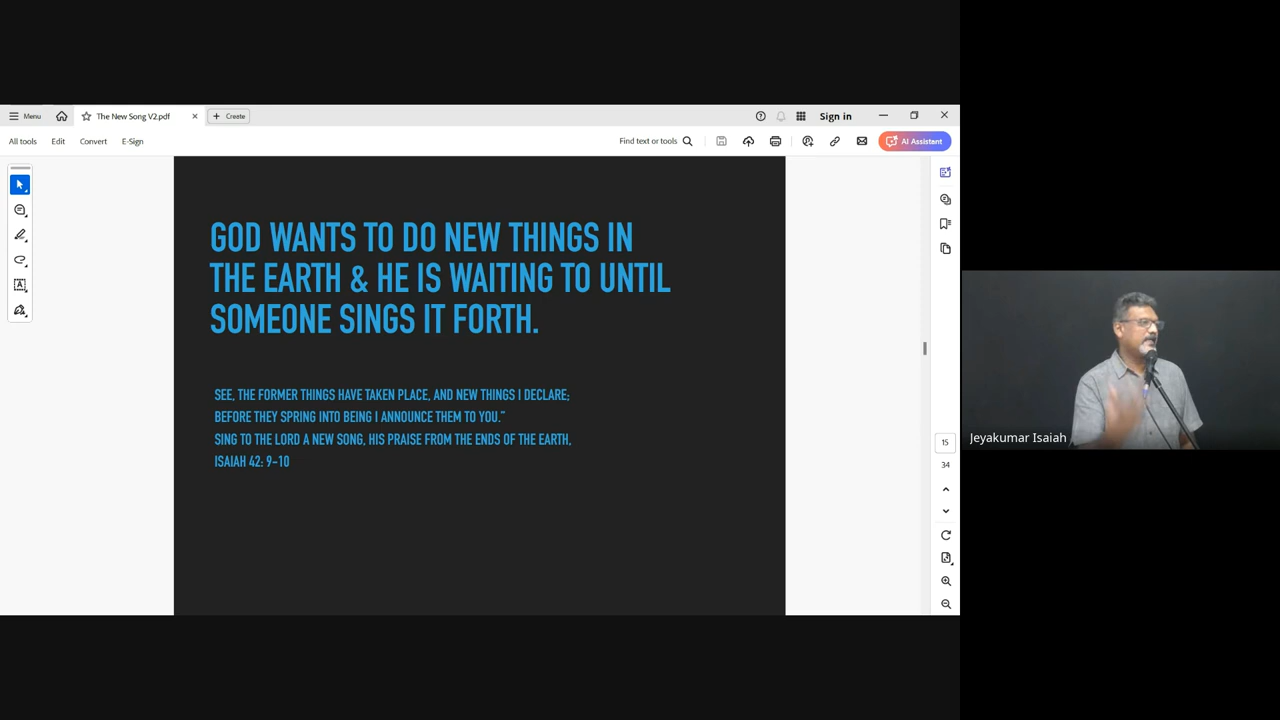 Menu
The New Song V2.pdf
Create
Sign in
All tools
Edit
Convert
E-Sign
Find text or tools
AI Assistant
GOD WANTS TO DO NEW THINGS IN
THE EARTH & HE IS WAITING TO UNTIL
SOMEONE SINGS IT FORTH.
SEE, THE FORMER THINGS HAVE TAKEN PLACE, AND NEW THINGS I DECLARE;
BEFORE THEY SPRING INTO BEING I ANNOUNCE THEM TO YOU."
SING TO THE LORD A NEW SONG, HIS PRAISE FROM THE ENDS OF THE EARTH,
ISAIAH 42: 9-10
15
34
Jeyakumar Isaiah